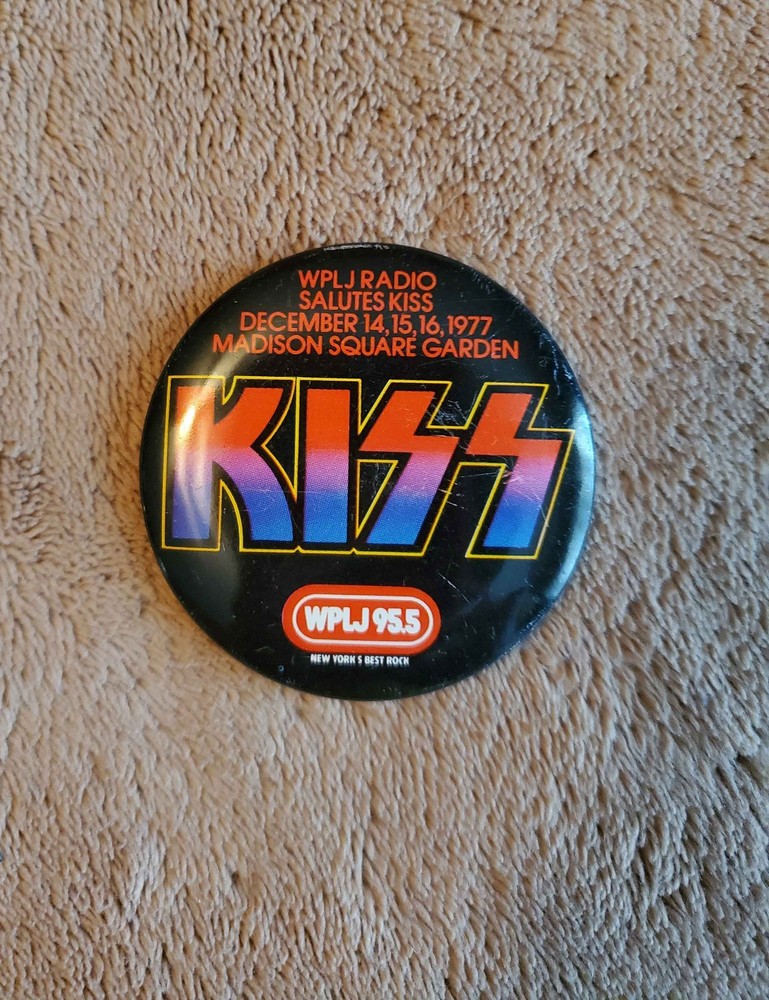 WPLJ RADIO
SALUTES KISS
DECEMBER 14,15,16,1977
MADISON SQUARE GARDEN
KISS
WPLJ 95.5
NEW YORK'S BEST ROCK